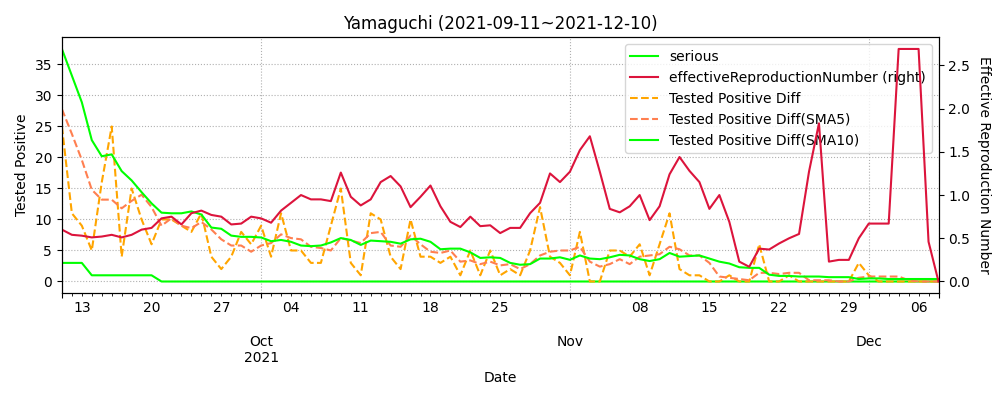 Yamaguchi (2021-09-11~2021-12-10)
serious
effectiveReproductionNumber (right)
Tested Positive Diff
Tested Positive Diff(SMA5)
Tested Positive Diff(SMA10)
Tested Positive
35
30
25
20
15
10
5
0
2.5
2.0
1.5
1.0
0.5
0.0
Effective Reproduction Number
13 20 27 04 11 18 25 08 15 22 29 06
Oct Nov Dec
2021
Date